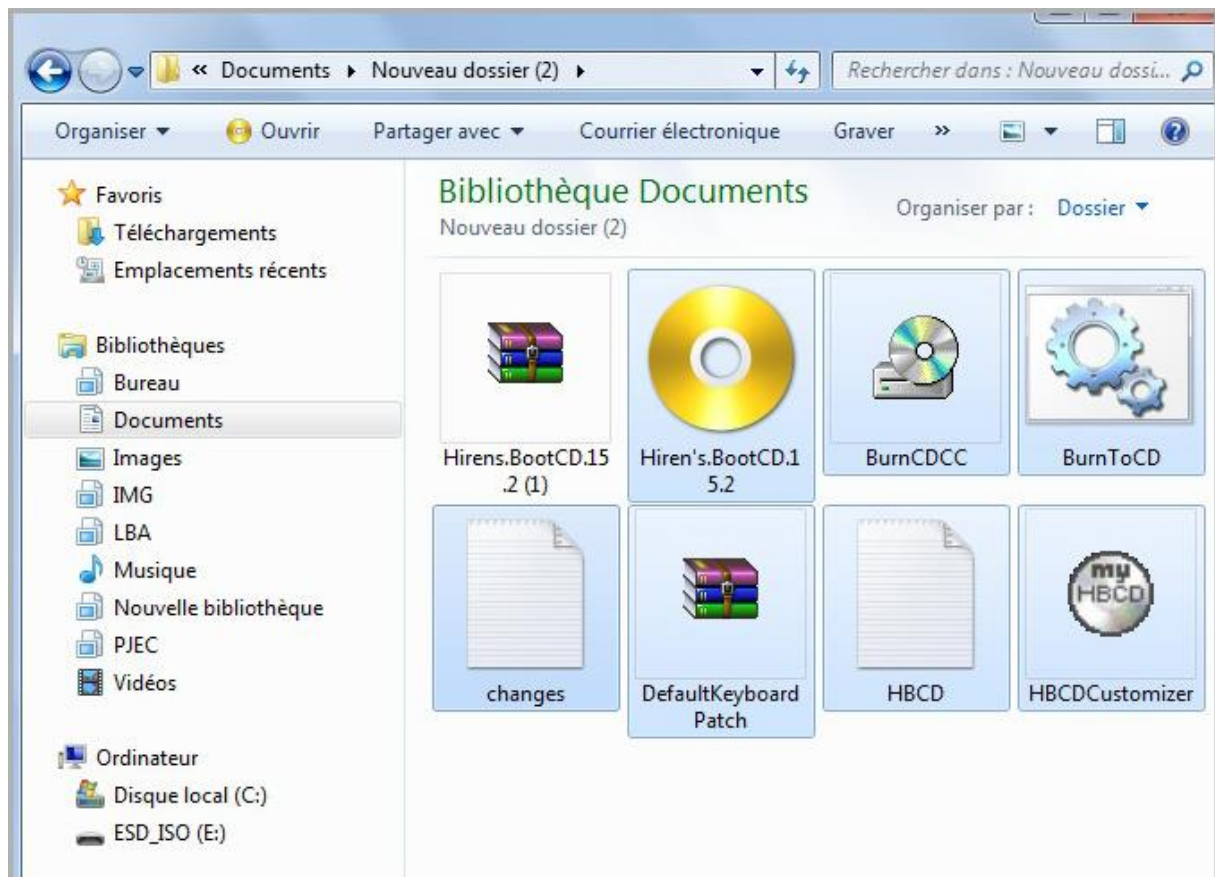 « Documents ▸ Nouveau dossier (2) ▸
Rechercher dans : Nouveau dossi...
Organiser Ouvrir Partager avec Courrier électronique Graver »
Favoris
Téléchargements
Emplacements récents
Bibliothèques
Bureau
Documents
Images
IMG
LBA
Musique
Nouvelle bibliothèque
PJEC
Vidéos
Ordinateur
Disque local (C:)
ESD_ISO (E:)
Bibliothèque Documents
Nouveau dossier (2)
Organiser par : Dossier
Hirens.BootCD.15
.2 (1)
Hiren's.BootCD.1
5.2
BurnCDCC
BurnToCD
changes
DefaultKeyboard
Patch
HBCD
my
HBCD
HBCDCustomizer